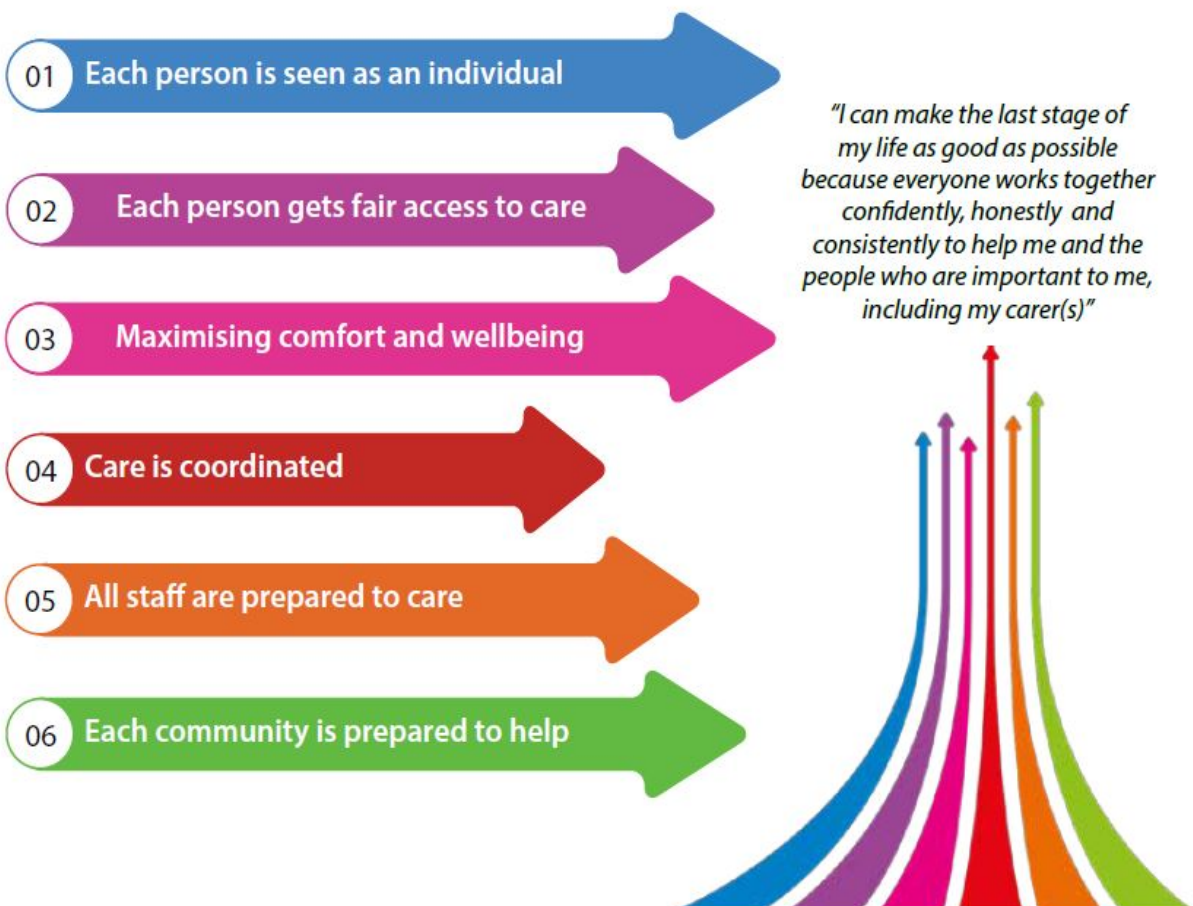 01 Each person is seen as an individual
02 Each person gets fair access to care
03 Maximising comfort and wellbeing
04 Care is coordinated
05 All staff are prepared to care
06 Each community is prepared to help
“I can make the last stage of
my life as good as possible
because everyone works together
confidently, honestly and
consistently to help me and the
people who are important to me,
including my carer(s)”